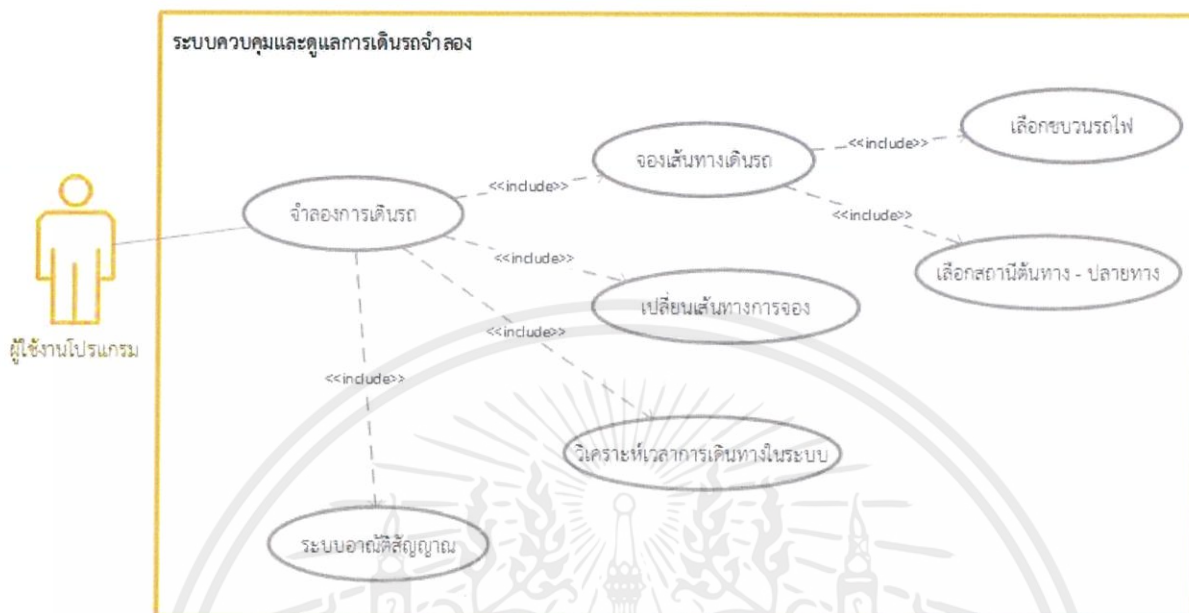 ระบบควบคุมและดูแลการเดินรถจำลอง
เลือกขบวนรถไฟ
<<include>>
จองเส้นทางเดินรถ
<<include>>
จำลองการเดินรถ
<<include>>
<<include>>
เลือกสถานีต้นทาง - ปลายทาง
เปลี่ยนเส้นทางการจอง
<<include>>
ผู้ใช้งานโปรแกรม
<<include>>
วิเคราะห์เวลาการเดินทางในระบบ
ระบบอาณัติสัญญาณ